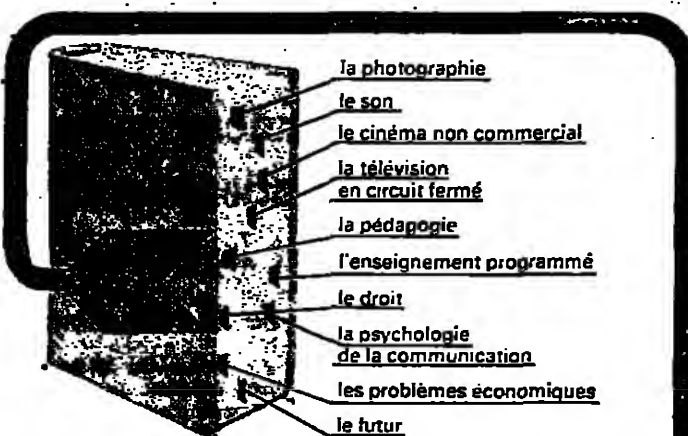 la photographie
le son
le cinéma non commercial
la télévision
en circuit fermé
la pédagogie
l'enseignement programmé
le droit
la psychologie
de la communication
les problèmes économiques
le futur